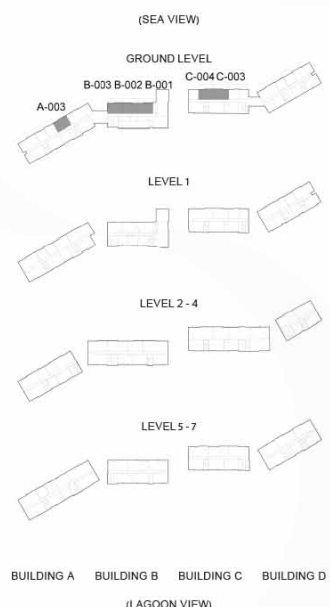 (SEA VIEW)
GROUND LEVEL
C-004 C-003
B-003 B-002 B-001
A-003
LEVEL 1
LEVEL 2 - 4
LEVEL 5 - 7
BUILDING A BUILDING B BUILDING C BUILDING D
(LAGOON VIEW)